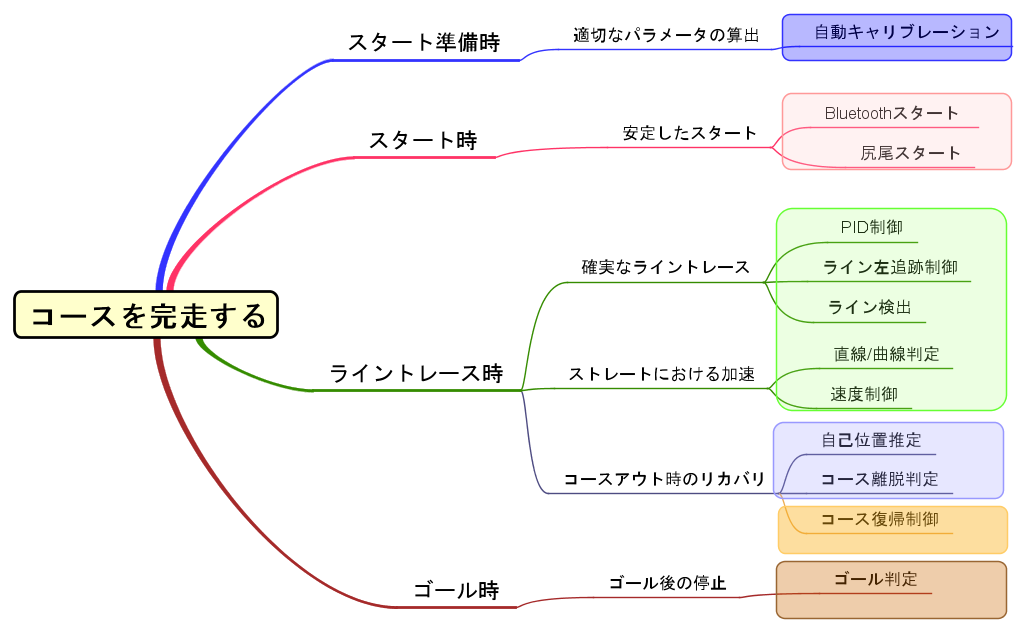 コースを完走する
スタート準備時
適切なパラメータの算出
自動キャリブレーション
スタート時
安定したスタート
Bluetoothスタート
尻尾スタート
ライントレース時
確実なライントレース
PID制御
ライン左追跡制御
ライン検出
ストレートにおける加速
直線/曲線判定
速度制御
コースアウト時のリカバリ
自己位置推定
コース離脱判定
コース復帰制御
ゴール時
ゴール後の停止
ゴール判定